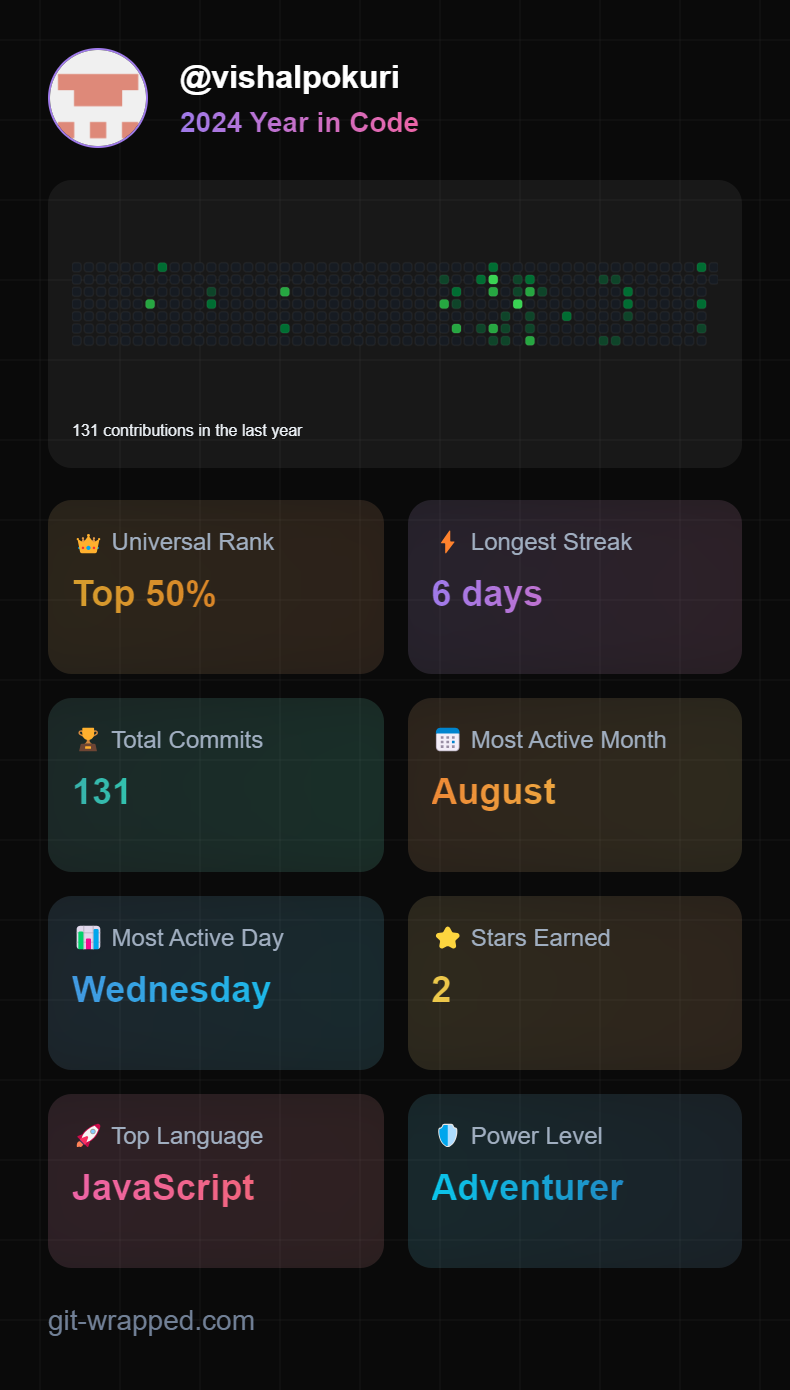 @vishalpokuri
2024 Year in Code
131 contributions in the last year
Universal Rank
Top 50%
Longest Streak
6 days
Total Commits
131
Most Active Month
August
Most Active Day
Wednesday
Stars Earned
2
Top Language
JavaScript
Power Level
Adventurer
git-wrapped.com